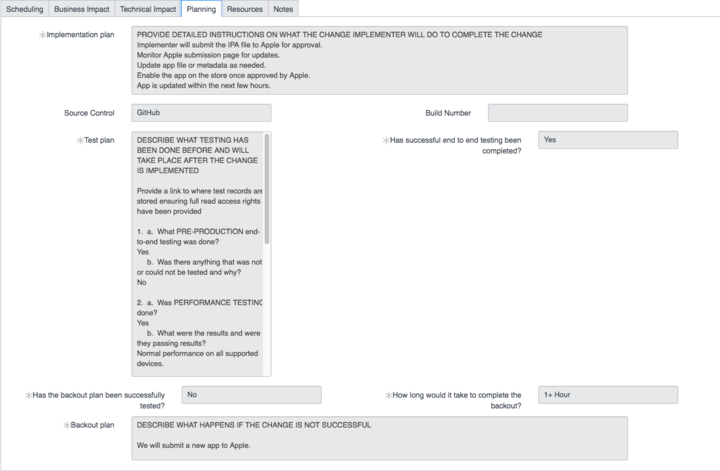 Scheduling Business Impact Technical Impact Planning Resources Notes
Implementation plan
PROVIDE DETAILED INSTRUCTIONS ON WHAT THE CHANGE IMPLEMENTER WILL DO TO COMPLETE THE CHANGE
Implementer will submit the IPA file to Apple for approval.
Monitor Apple submission page for updates.
Update app file or metadata as needed.
Enable the app on the store once approved by Apple.
App is updated within the next few hours.
Source Control GitHub Build Number
Test plan
DESCRIBE WHAT TESTING HAS
BEEN DONE BEFORE AND WILL
TAKE PLACE AFTER THE CHANGE
IS IMPLEMENTED
Provide a link to where test records are
stored ensuring full read access rights
have been provided
1. a. What PRE-PRODUCTION end-
to-end testing was done?
Yes
b. Was there anything that was not
or could not be tested and why?
No
2. a. Was PERFORMANCE TESTING
done?
Yes
b. What were the results and were
they passing results?
Normal performance on all supported
devices.
Has successful end to end testing been
completed?
Yes
Has the backout plan been successfully
tested?
No
How long would it take to complete the
backout?
1+ Hour
Backout plan
DESCRIBE WHAT HAPPENS IF THE CHANGE IS NOT SUCCESSFUL
We will submit a new app to Apple.